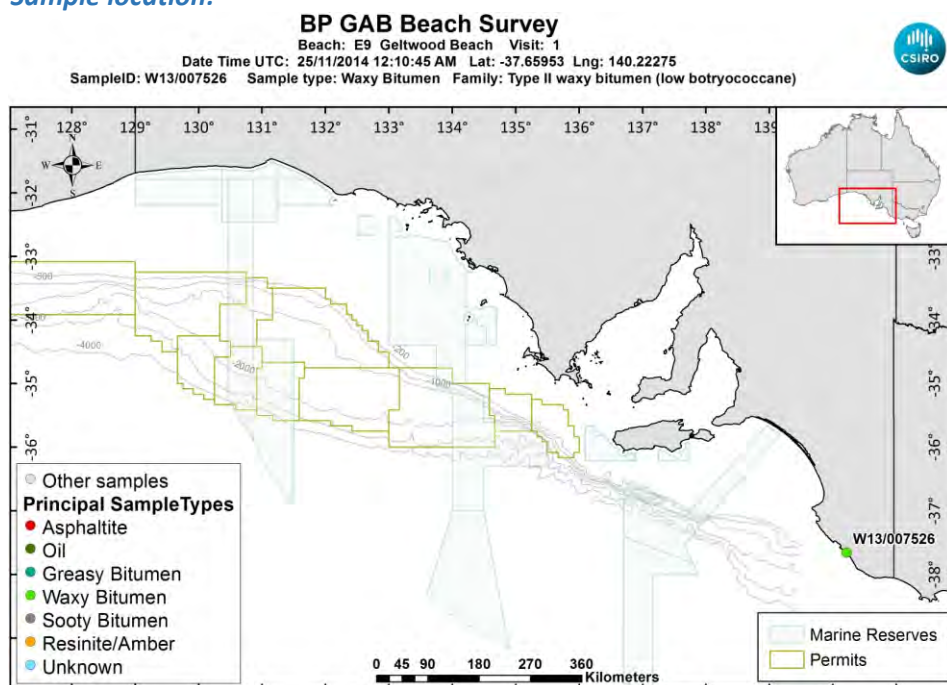 Sample location:
BP GAB Beach Survey
Beach: E9 Geltwood Beach Visit: 1
Date Time UTC: 25/11/2014 12:10:45 AM Lat: -37.65953 Lng: 140.22275
SampleID: W13/007526 Sample type: Waxy Bitumen Family: Type II waxy bitumen (low botryococcane)
CSIRO
128° 129° 130° 131° 132° 133° 134° 135° 136° 137° 138° 139
-31°
-32°
-33°
-34°
-35°
-36°
-37°
-38°
N
W E
S
-33°
-34°
-35°
-36°
-37°
-38°
-4000
-2000
-200
-1000
W13/007526
Other samples
Principal SampleTypes
Asphaltite
Oil
Greasy Bitumen
Waxy Bitumen
Sooty Bitumen
Resinite/Amber
Unknown
0 45 90 180 270 360
Kilometers
Marine Reserves
Permits